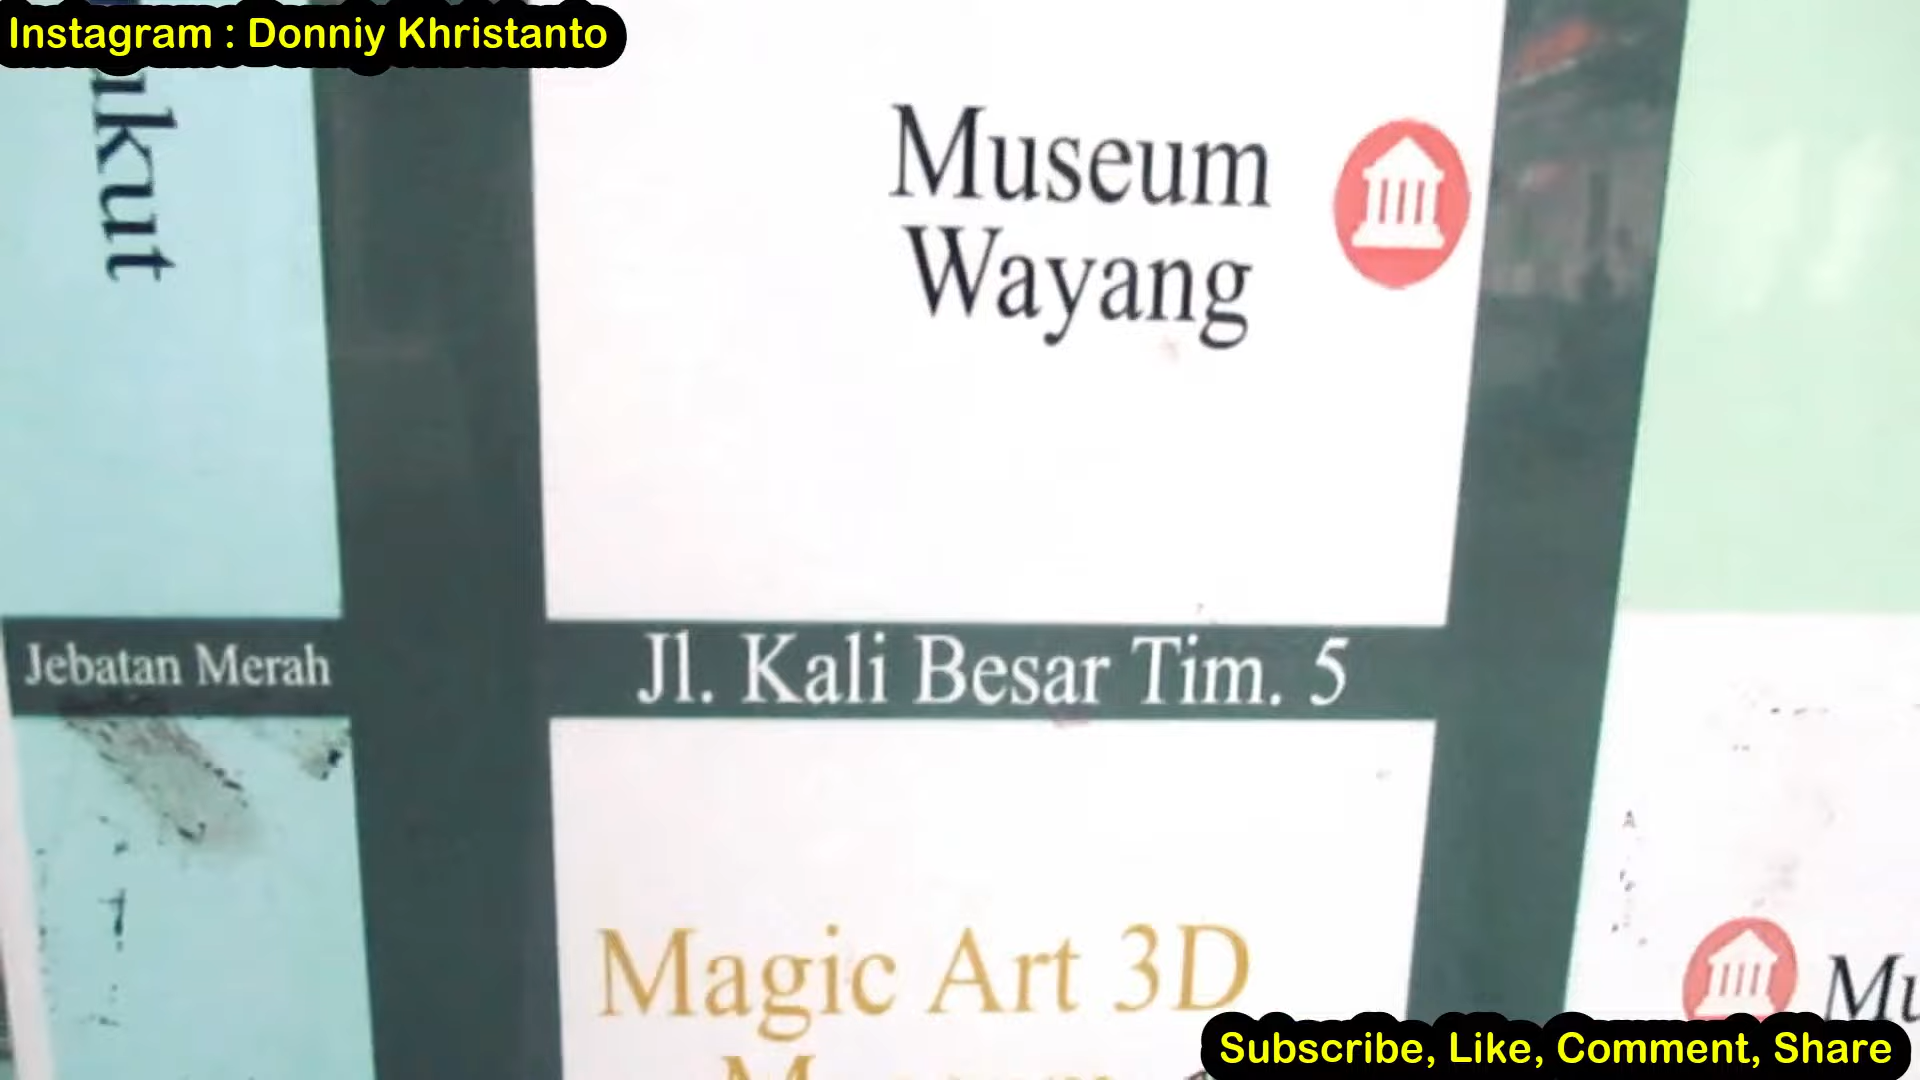 Instagram : Donniy Khristanto
Museum
Wayang
Jebatan Merah
Jl. Kali Besar Tim. 5
Magic Art 3D
Subscribe, Like, Comment, Share